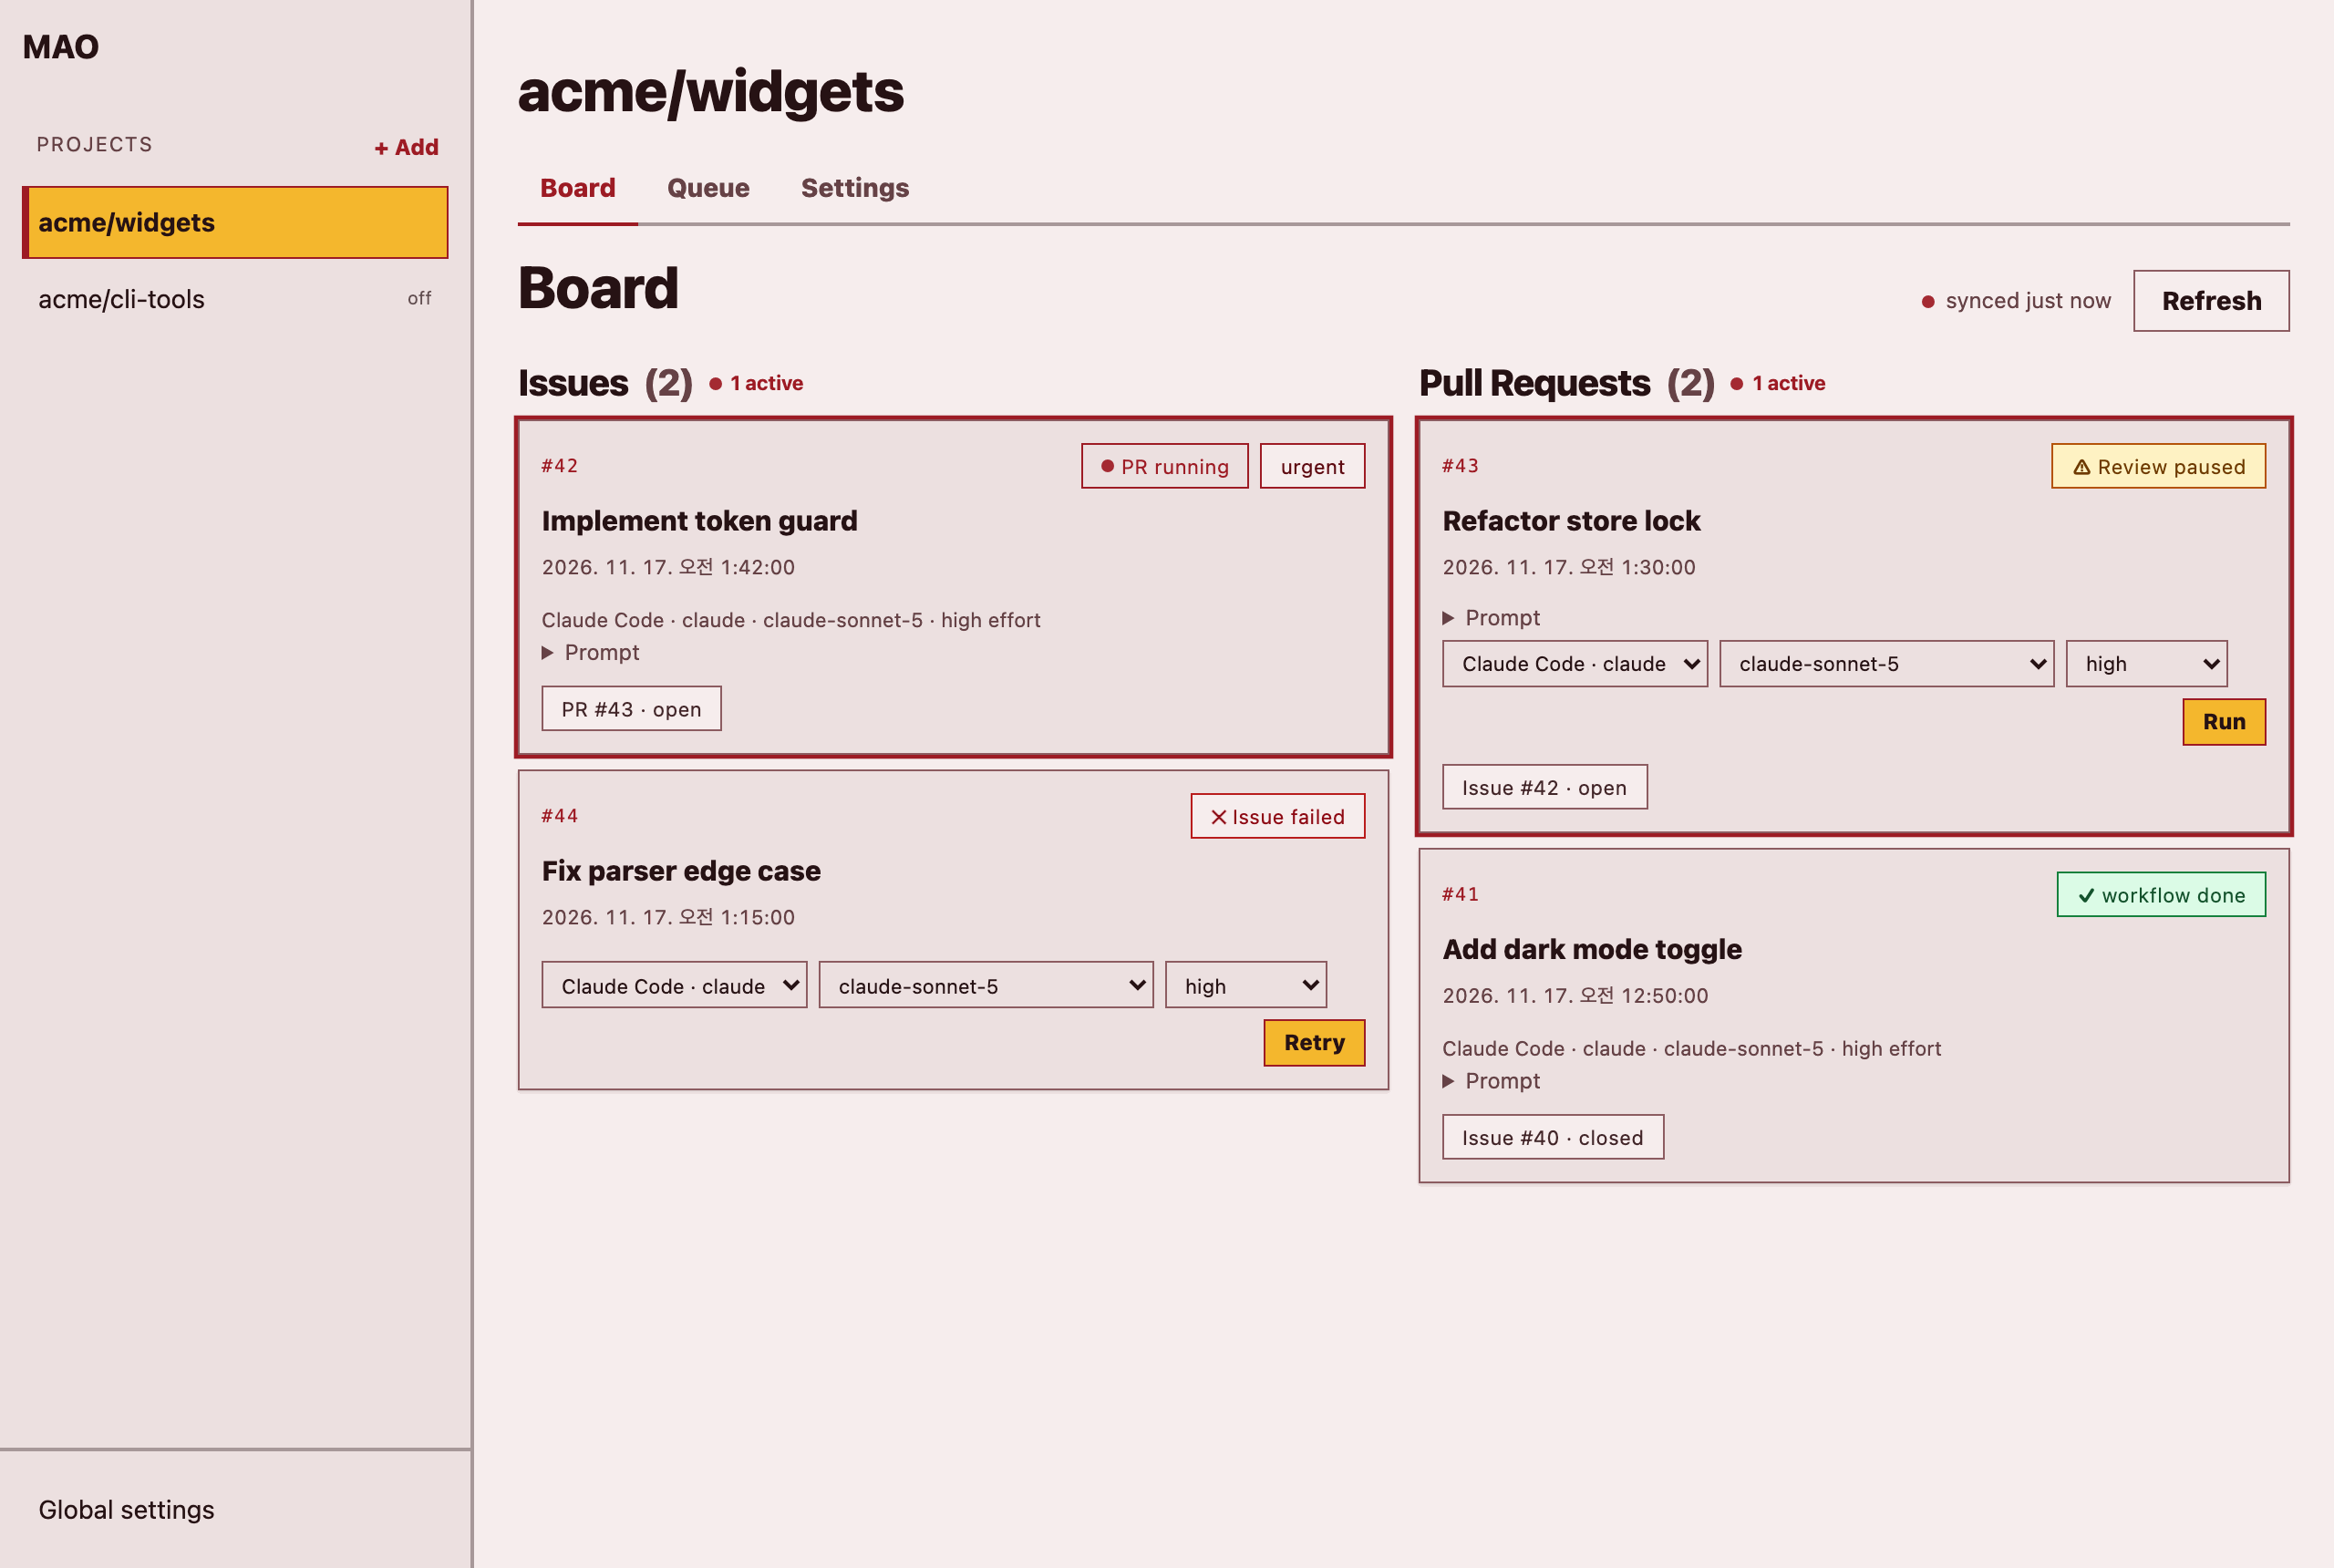 MAO
PROJECTS
+ Add
acme/widgets
acme/cli-tools off
Global settings
acme/widgets
Board Queue Settings
Board
synced just now
Refresh
Issues (2) 1 active
#42 PR running urgent
Implement token guard
2026. 11. 17. 오전 1:42:00
Claude Code · claude · claude-sonnet-5 · high effort
Prompt
PR #43 · open
#44 Issue failed
Fix parser edge case
2026. 11. 17. 오전 1:15:00
Claude Code · claude claude-sonnet-5 high
Retry
Pull Requests (2) 1 active
#43 Review paused
Refactor store lock
2026. 11. 17. 오전 1:30:00
Prompt
Claude Code · claude claude-sonnet-5 high
Run
Issue #42 · open
#41 workflow done
Add dark mode toggle
2026. 11. 17. 오전 12:50:00
Claude Code · claude · claude-sonnet-5 · high effort
Prompt
Issue #40 · closed